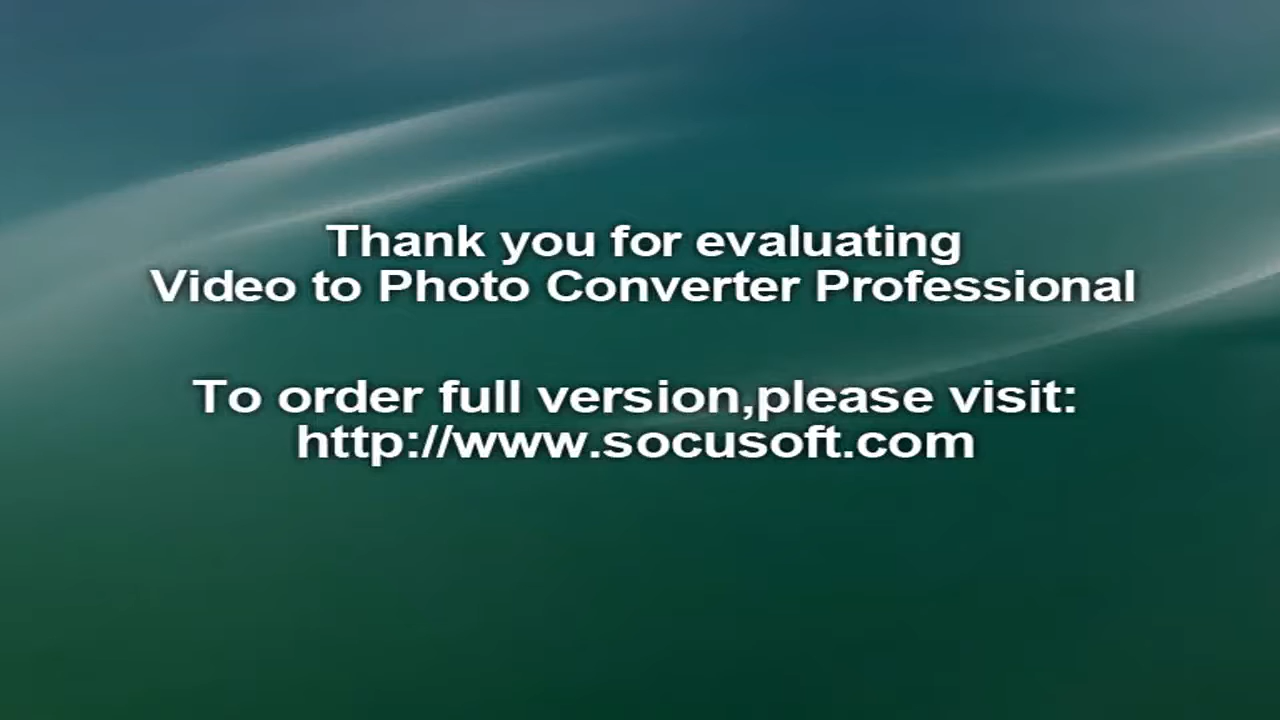 Thank you for evaluating
Video to Photo Converter Professional
To order full version,please visit:
http://www.socusoft.com